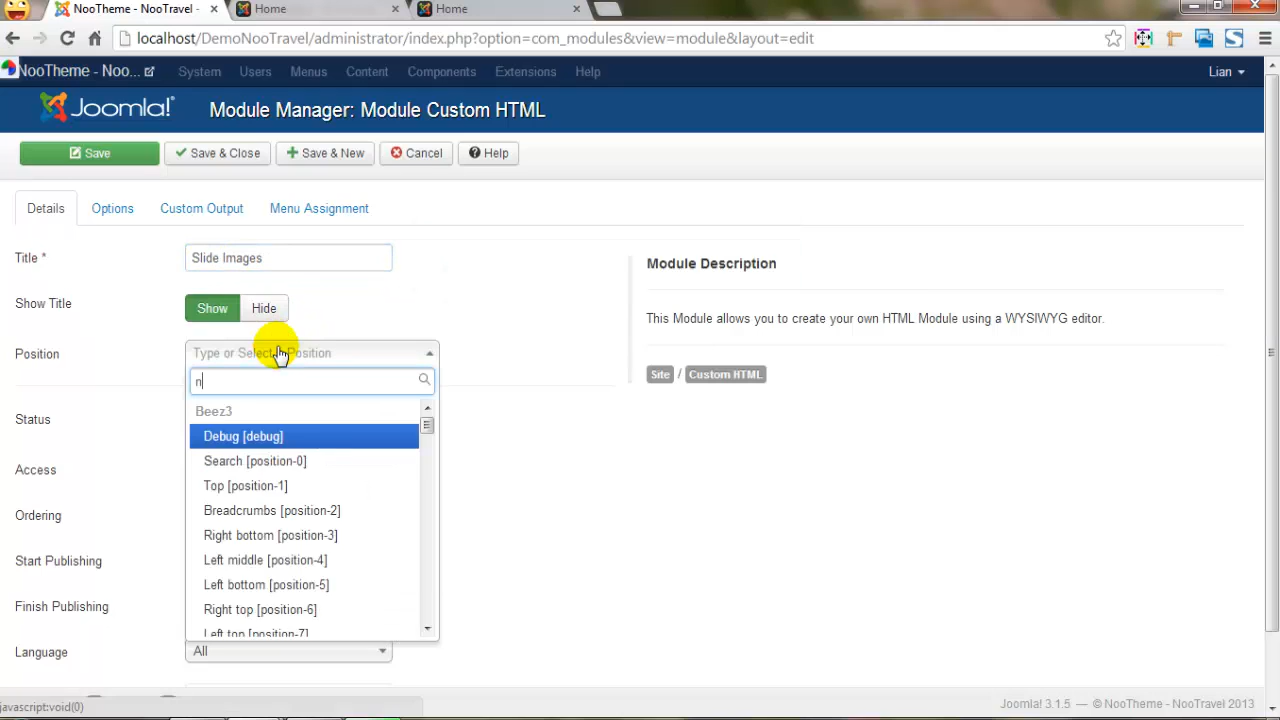 NooTheme - NooTravel -
Home
Home
localhost/DemoNooTravel/administrator/index.php?option=com_modules&view=module&layout=edit
NooTheme - Noo...
System
Users
Menus
Content
Components
Extensions
Help
Lian
Joomla!
Module Manager: Module Custom HTML
Save
Save & Close
Save & New
Cancel
Help
Details
Options
Custom Output
Menu Assignment
Title *
Slide Images
Show Title
Show
Hide
Position
Type or Select a Position
n
Beez3
Debug [debug]
Search [position-0]
Top [position-1]
Breadcrumbs [position-2]
Right bottom [position-3]
Left middle [position-4]
Left bottom [position-5]
Right top [position-6]
Left top [position-7]
Status
Access
Ordering
Start Publishing
Finish Publishing
Language
All
Module Description
This Module allows you to create your own HTML Module using a WYSIWYG editor.
Site / Custom HTML
javascript:void(0)
Joomla! 3.1.5 — © NooTheme - NooTravel 2013